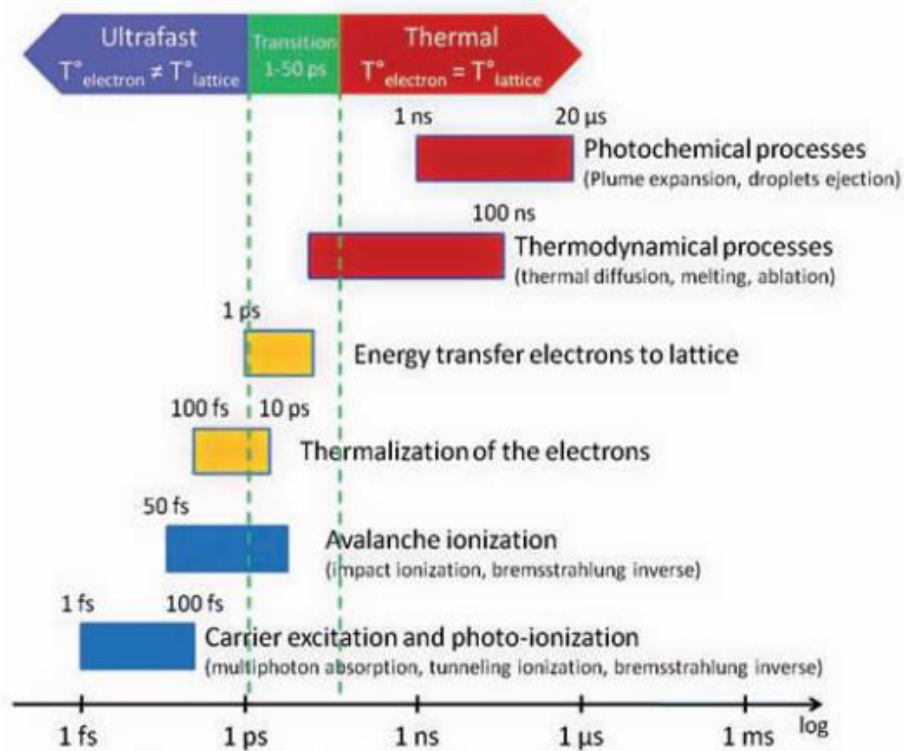 Ultrafast
T°electron ≠ T°lattice
Transition
1-50 ps
Thermal
T°electron = T°lattice
1 ns
20 µs
Photochemical processes
(Plume expansion, droplets ejection)
100 ns
Thermodynamical processes
(thermal diffusion, melting, ablation)
1 ps
Energy transfer electrons to lattice
100 fs
10 ps
Thermalization of the electrons
50 fs
Avalanche ionization
(impact ionization, bremsstrahlung inverse)
1 fs
100 fs
Carrier excitation and photo-ionization
(multiphoton absorption, tunneling ionization, bremsstrahlung inverse)
log
1 fs
1 ps
1 ns
1 µs
1 ms